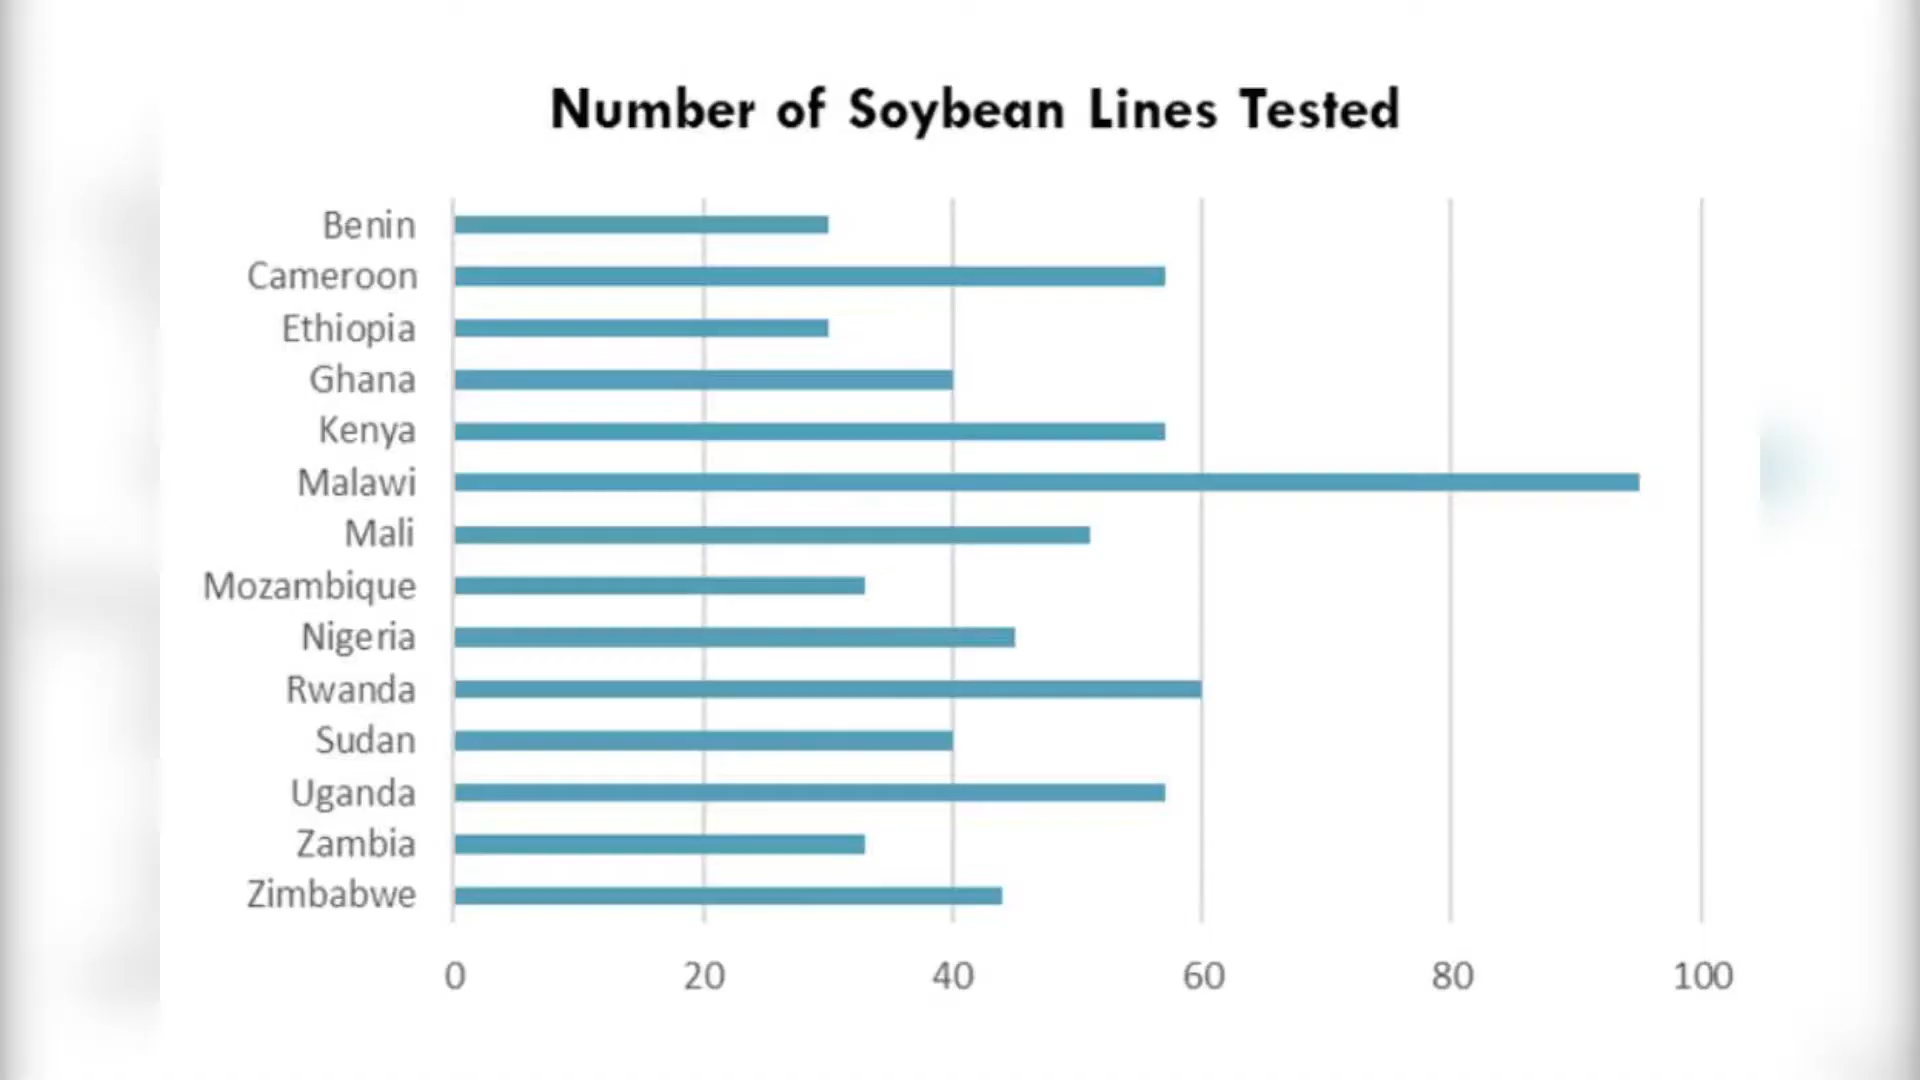 Number of Soybean Lines Tested
Benin
Cameroon
Ethiopia
Ghana
Kenya
Malawi
Mali
Mozambique
Nigeria
Rwanda
Sudan
Uganda
Zambia
Zimbabwe
0 20 40 60 80 100